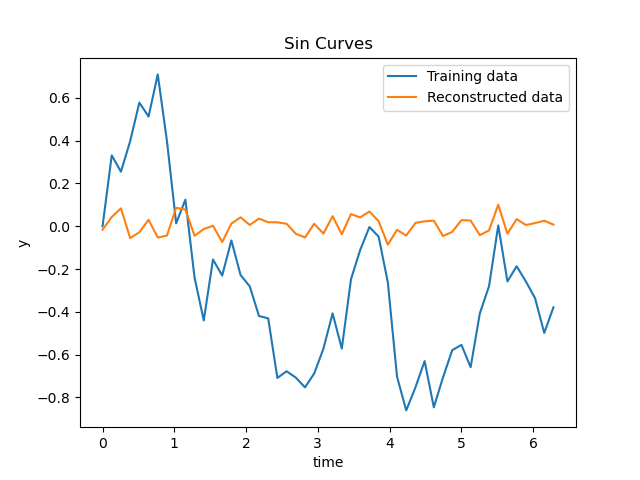 Sin Curves
Training data
Reconstructed data
0.6
0.4
0.2
0.0
−0.2
−0.4
−0.6
−0.8
y
0 1 2 3 4 5 6
time